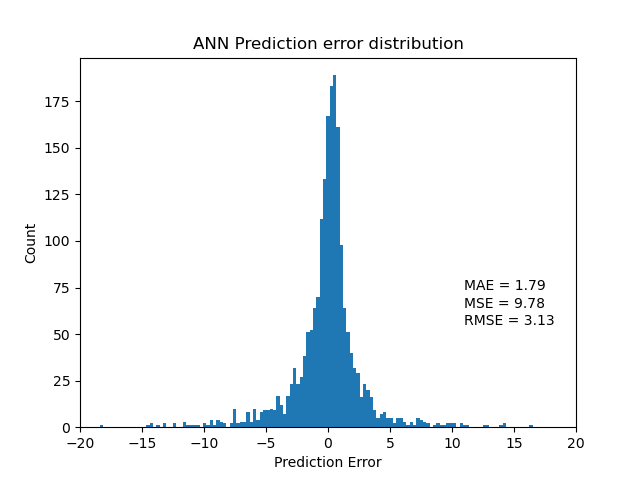 ANN Prediction error distribution
175
150
125
100
75
50
25
0
Count
MAE = 1.79
MSE = 9.78
RMSE = 3.13
−20 −15 −10 −5 0 5 10 15 20
Prediction Error